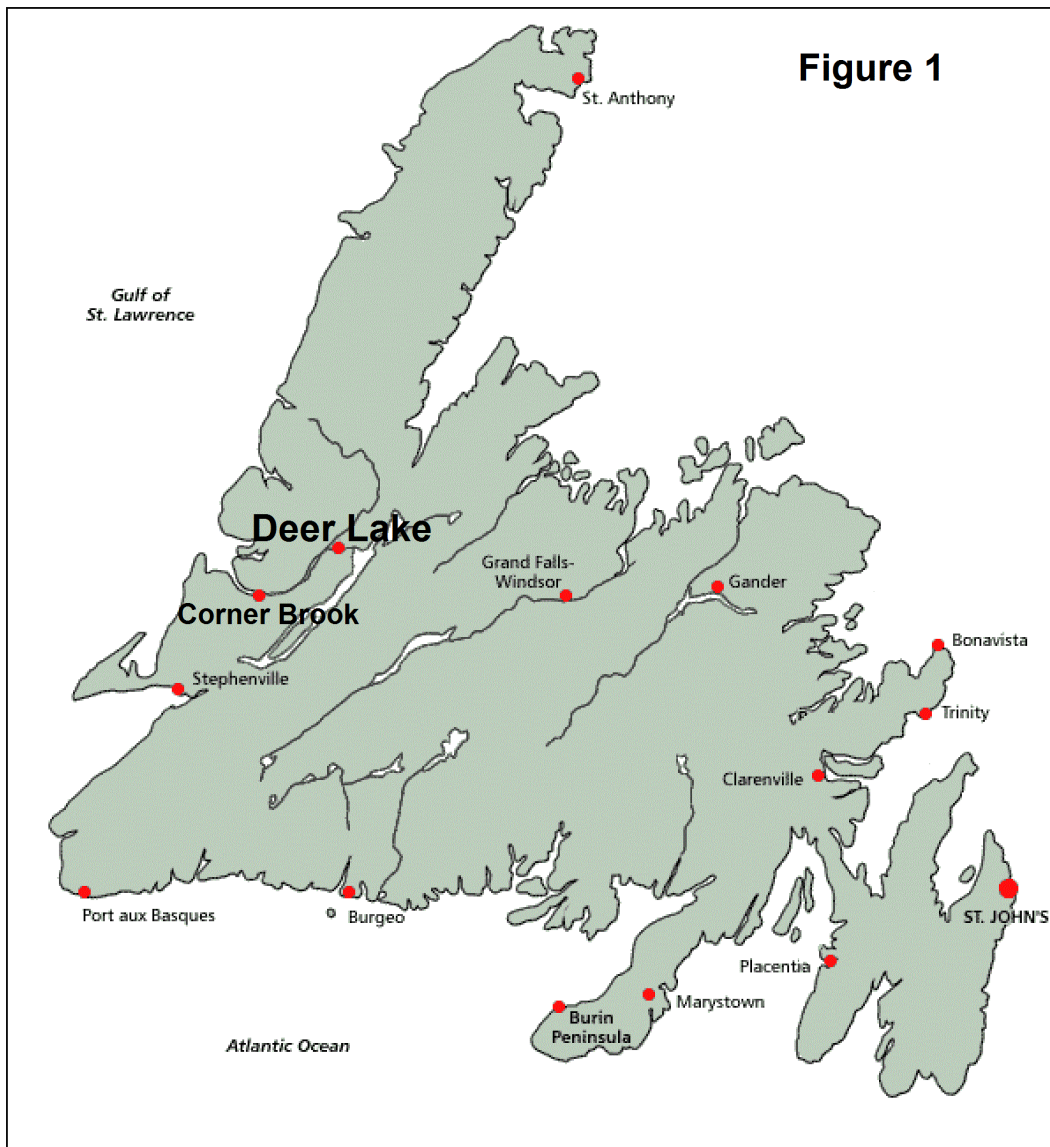 Figure 1
St. Anthony
Gulf of
St. Lawrence
Deer Lake
Grand Falls-
Windsor
Gander
Corner Brook
Bonavista
Stephenville
Trinity
Clarenville
Port aux Basques
Burgeo
ST. JOHN'S
Placentia
Marystown
Burin
Peninsula
Atlantic Ocean